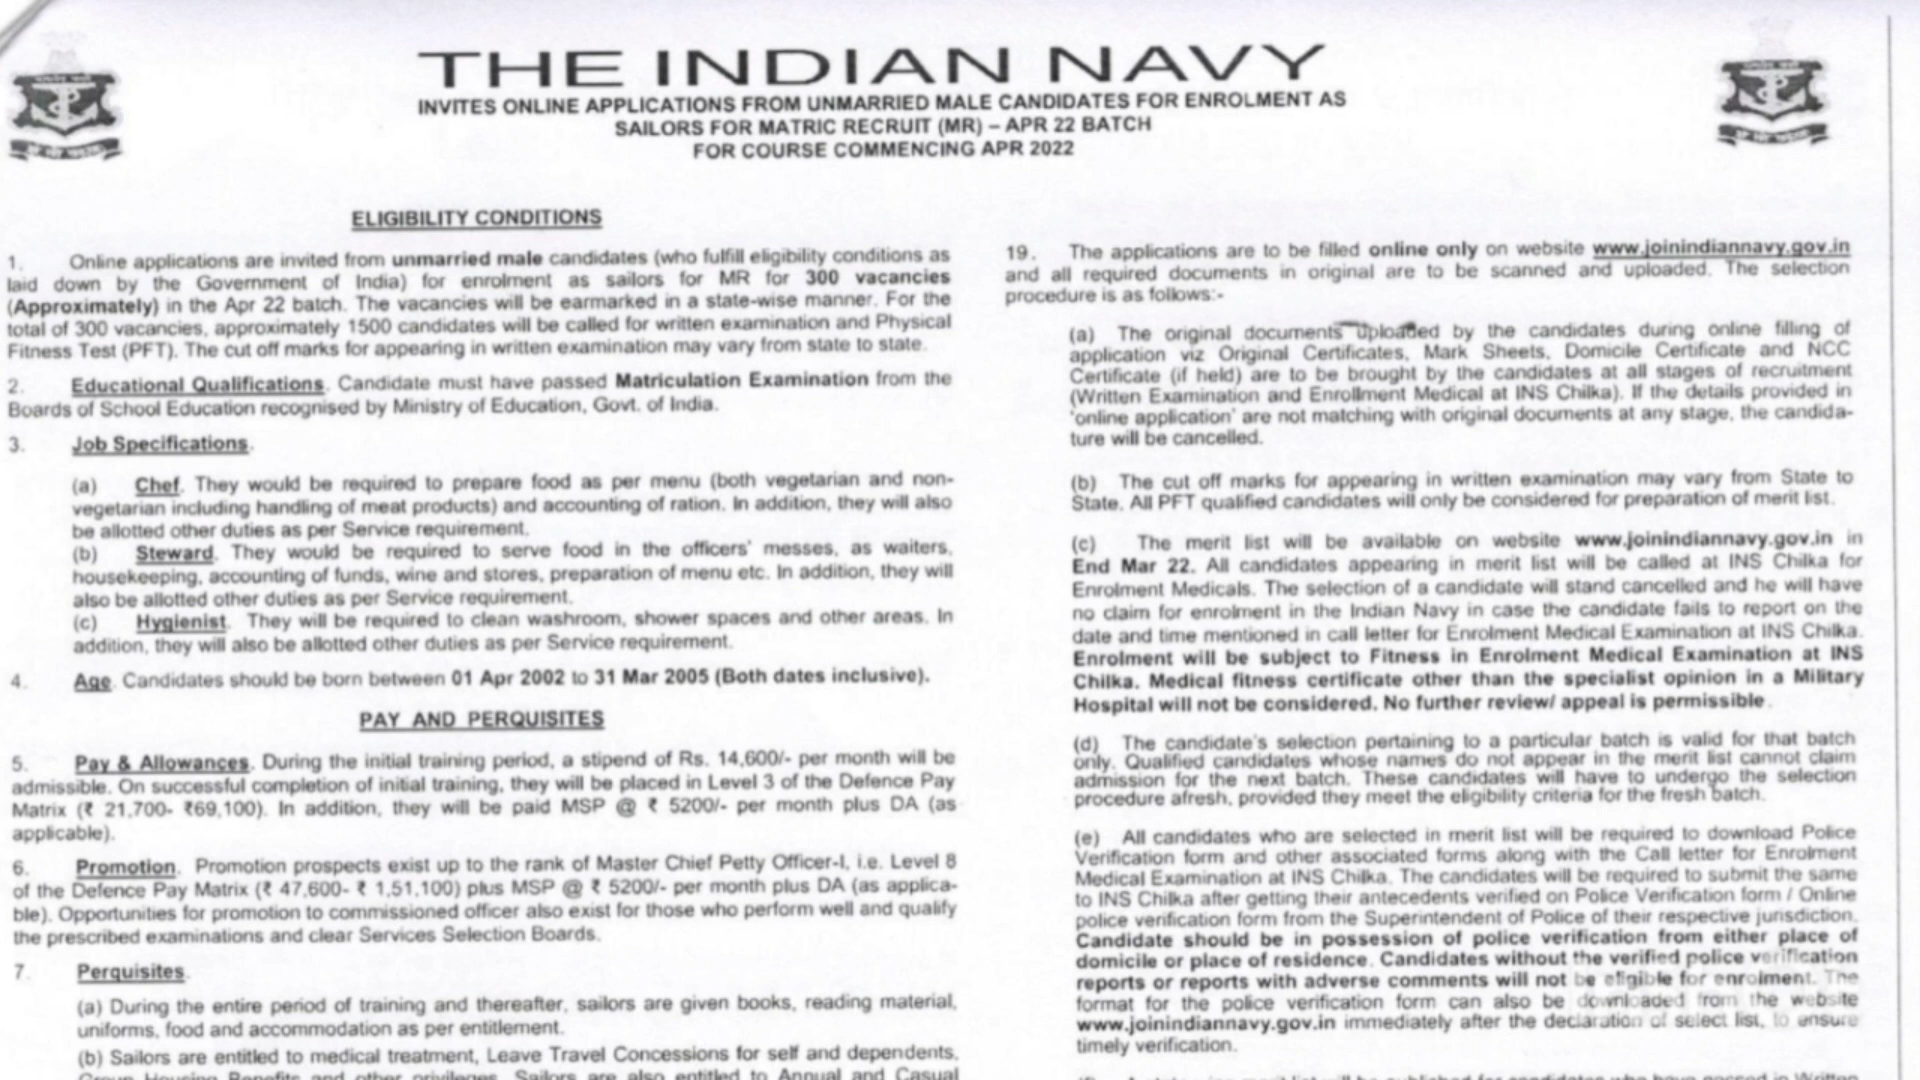 THE INDIAN NAVY
INVITES ONLINE APPLICATIONS FROM UNMARRIED MALE CANDIDATES FOR ENROLMENT AS
SAILORS FOR MATRIC RECRUIT (MR) – APR 22 BATCH
FOR COURSE COMMENCING APR 2022
ELIGIBILITY CONDITIONS
1. Online applications are invited from unmarried male candidates (who fulfill eligibility conditions as
laid down by the Government of India) for enrolment as sailors for MR for 300 vacancies
(Approximately) in the Apr 22 batch. The vacancies will be earmarked in a state-wise manner. For the
total of 300 vacancies, approximately 1500 candidates will be called for written examination and Physical
Fitness Test (PFT). The cut off marks for appearing in written examination may vary from state to state.
2. Educational Qualifications. Candidate must have passed Matriculation Examination from the
Boards of School Education recognised by Ministry of Education, Govt. of India.
3. Job Specifications.
(a) Chef. They would be required to prepare food as per menu (both vegetarian and non-
vegetarian including handling of meat products) and accounting of ration. In addition, they will also
be allotted other duties as per Service requirement.
(b) Steward. They would be required to serve food in the officers' messes, as waiters,
housekeeping, accounting of funds, wine and stores, preparation of menu etc. In addition, they will
also be allotted other duties as per Service requirement.
(c) Hygienist. They will be required to clean washroom, shower spaces and other areas. In
addition, they will also be allotted other duties as per Service requirement.
4. Age. Candidates should be born between 01 Apr 2002 to 31 Mar 2005 (Both dates inclusive).
PAY AND PERQUISITES
5. Pay & Allowances. During the initial training period, a stipend of Rs. 14,600/- per month will be
admissible. On successful completion of initial training, they will be placed in Level 3 of the Defence Pay
Matrix (₹ 21,700- ₹69,100). In addition, they will be paid MSP @ ₹ 5200/- per month plus DA (as
applicable).
6. Promotion. Promotion prospects exist up to the rank of Master Chief Petty Officer-I, i.e. Level 8
of the Defence Pay Matrix (₹ 47,600- ₹ 1,51,100) plus MSP @ ₹ 5200/- per month plus DA (as applica-
ble). Opportunities for promotion to commissioned officer also exist for those who perform well and qualify
the prescribed examinations and clear Services Selection Boards.
7. Perquisites.
(a) During the entire period of training and thereafter, sailors are given books, reading material,
uniforms, food and accommodation as per entitlement.
(b) Sailors are entitled to medical treatment, Leave Travel Concessions for self and dependents,
Group Housing Benefits and other privileges. Sailors are also entitled to Annual and Casual
19. The applications are to be filled online only on website www.joinindiannavy.gov.in
and all required documents in original are to be scanned and uploaded. The selection
procedure is as follows:-
(a) The original documents uploaded by the candidates during online filling of
application viz Original Certificates, Mark Sheets, Domicile Certificate and NCC
Certificate (if held) are to be brought by the candidates at all stages of recruitment
(Written Examination and Enrollment Medical at INS Chilka). If the details provided in
'online application' are not matching with original documents at any stage, the candida-
ture will be cancelled.
(b) The cut off marks for appearing in written examination may vary from State to
State. All PFT qualified candidates will only be considered for preparation of merit list.
(c) The merit list will be available on website www.joinindiannavy.gov.in in
End Mar 22. All candidates appearing in merit list will be called at INS Chilka for
Enrolment Medicals. The selection of a candidate will stand cancelled and he will have
no claim for enrolment in the Indian Navy in case the candidate fails to report on the
date and time mentioned in call letter for Enrolment Medical Examination at INS Chilka.
Enrolment will be subject to Fitness in Enrolment Medical Examination at INS
Chilka. Medical fitness certificate other than the specialist opinion in a Military
Hospital will not be considered. No further review/ appeal is permissible.
(d) The candidate's selection pertaining to a particular batch is valid for that batch
only. Qualified candidates whose names do not appear in the merit list cannot claim
admission for the next batch. These candidates will have to undergo the selection
procedure afresh, provided they meet the eligibility criteria for the fresh batch.
(e) All candidates who are selected in merit list will be required to download Police
Verification form and other associated forms along with the Call letter for Enrolment
Medical Examination at INS Chilka. The candidates will be required to submit the same
to INS Chilka after getting their antecedents verified on Police Verification form / Online
police verification form from the Superintendent of Police of their respective jurisdiction.
Candidate should be in possession of police verification from either place of
domicile or place of residence. Candidates without the verified police verification
reports or reports with adverse comments will not be eligible for enrolment. The
format for the police verification form can also be downloaded from the website
www.joinindiannavy.gov.in immediately after the declaration of select list, to ensure
timely verification.